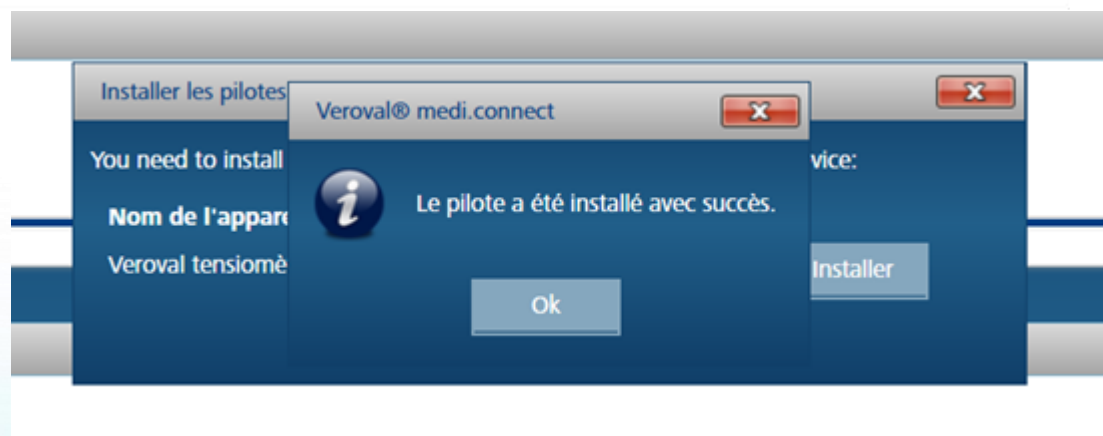 Installer les pilotes
Veroval® medi.connect
You need to install
vice:
Le pilote a été installé avec succès.
Nom de l'appare
Veroval tensiomè
Installer
Ok